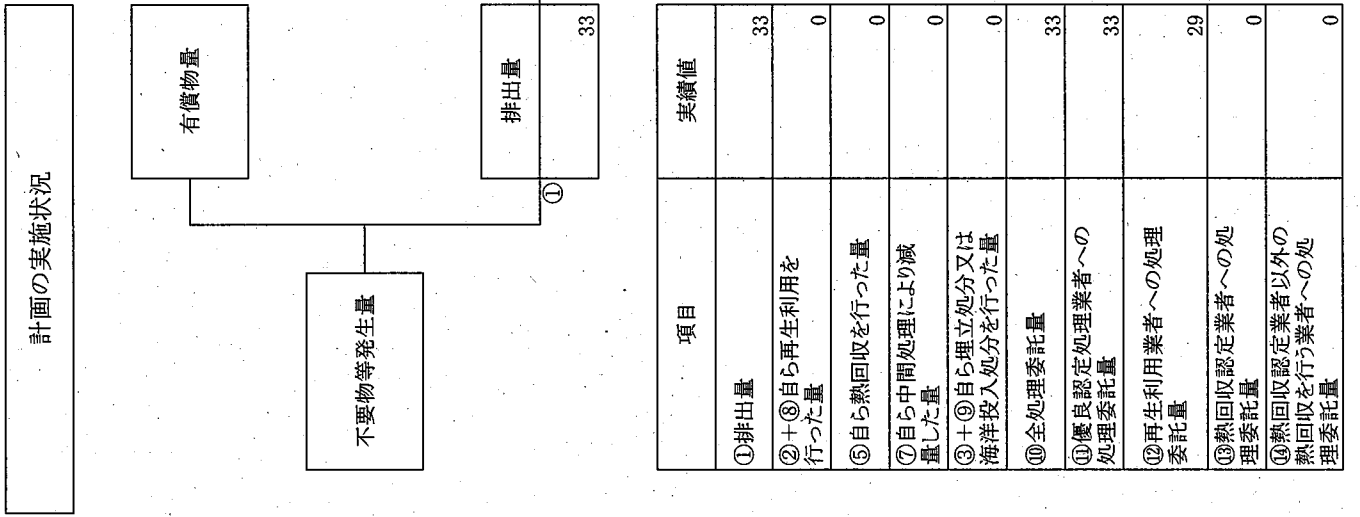 計画の実施状況
有償物量
不要物等発生量
排出量
33
①
項目 実績値
①排出量 33
②＋⑧自ら再生利用を
行った量 0
⑤自ら熱回収を行った量 0
⑦自ら中間処理により減
量した量 0
③＋⑨自ら埋立処分又は
海洋投入処分を行った量 0
⑩全処理委託量 33
⑪優良認定処理業者への
処理委託量 33
⑫再生利用業者への処理
委託量 29
⑬熱回収認定業者への処
理委託量 0
⑭熱回収認定業者以外の
熱回収を行う業者への処
理委託量 0